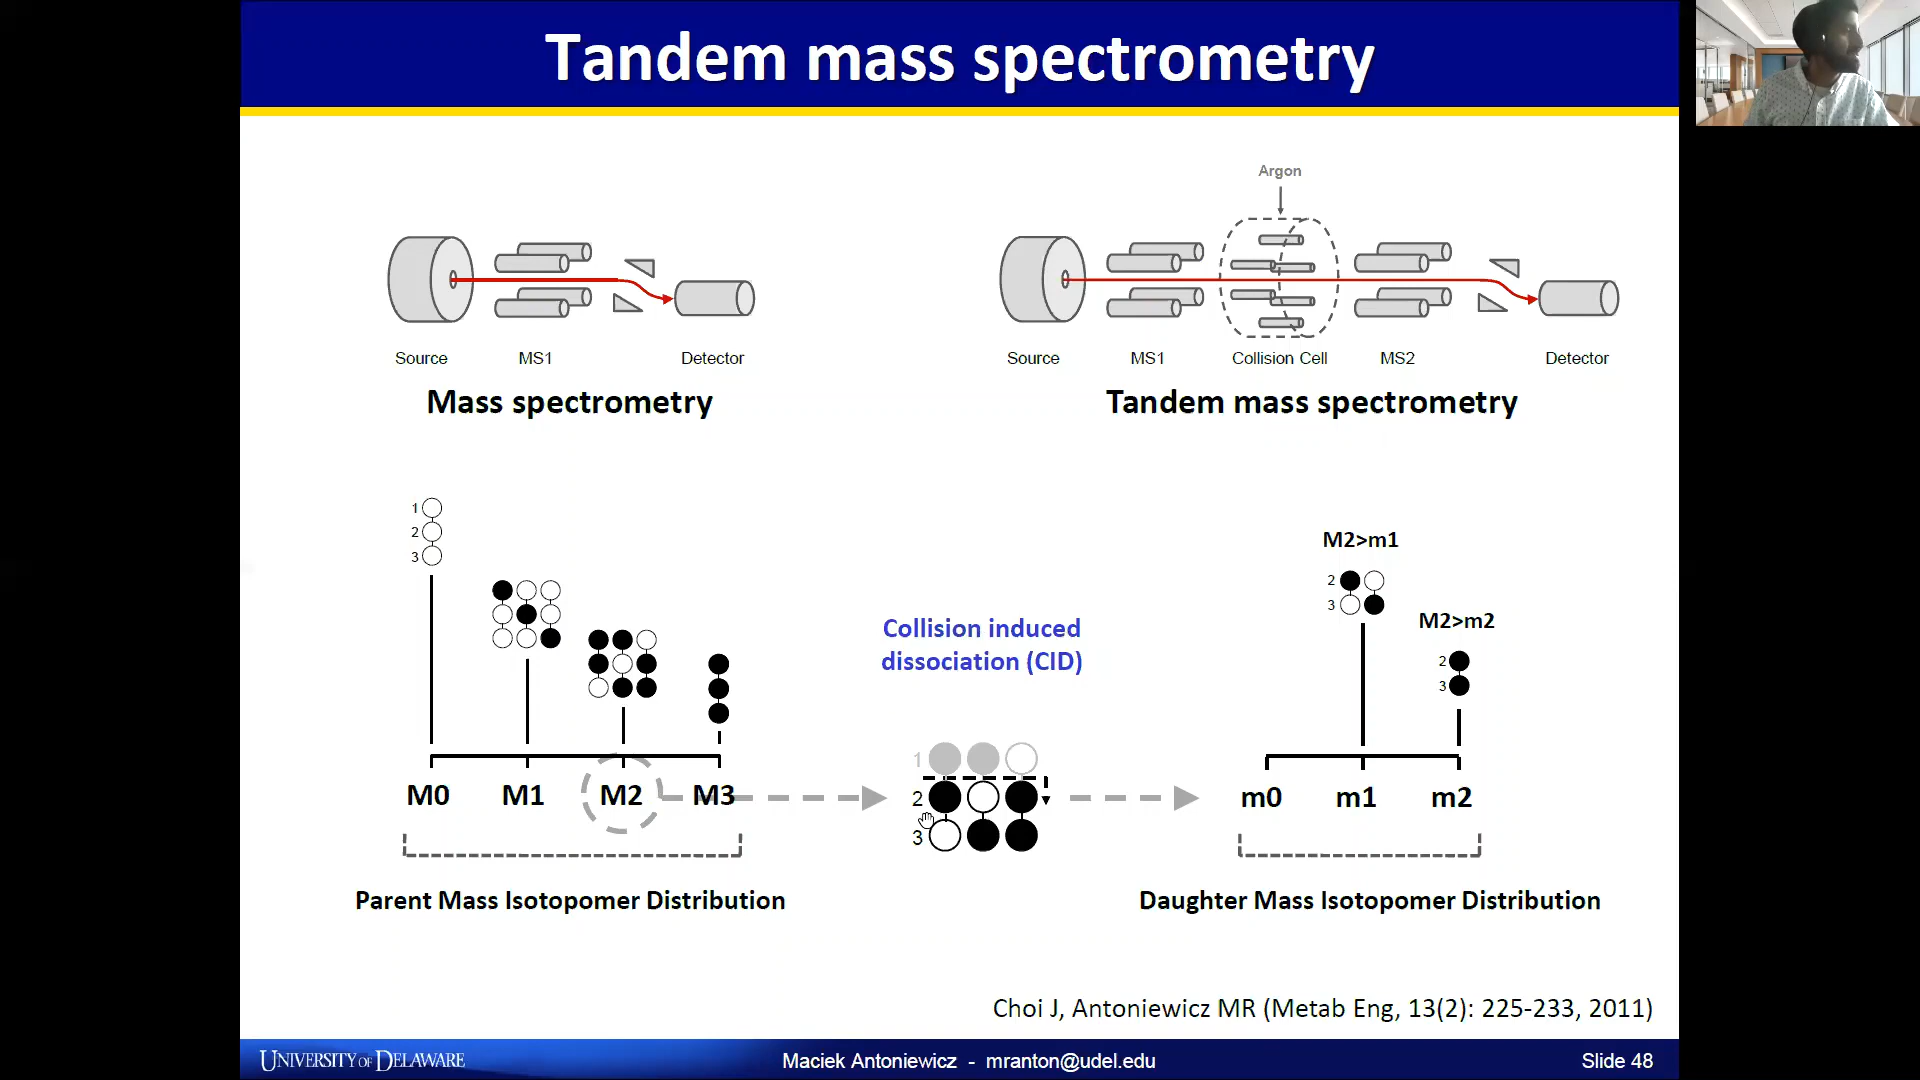 Tandem mass spectrometry
Argon
Source MS1 Detector
Source MS1 Collision Cell MS2 Detector
Mass spectrometry
Tandem mass spectrometry
1
2
3
Collision induced
dissociation (CID)
M2>m1
2
3
M2>m2
2
3
1
2
3
M0 M1 M2 M3
m0 m1 m2
Parent Mass Isotopomer Distribution
Daughter Mass Isotopomer Distribution
Choi J, Antoniewicz MR (Metab Eng, 13(2): 225-233, 2011)
UNIVERSITY OF DELAWARE
Maciek Antoniewicz - mranton@udel.edu
Slide 48